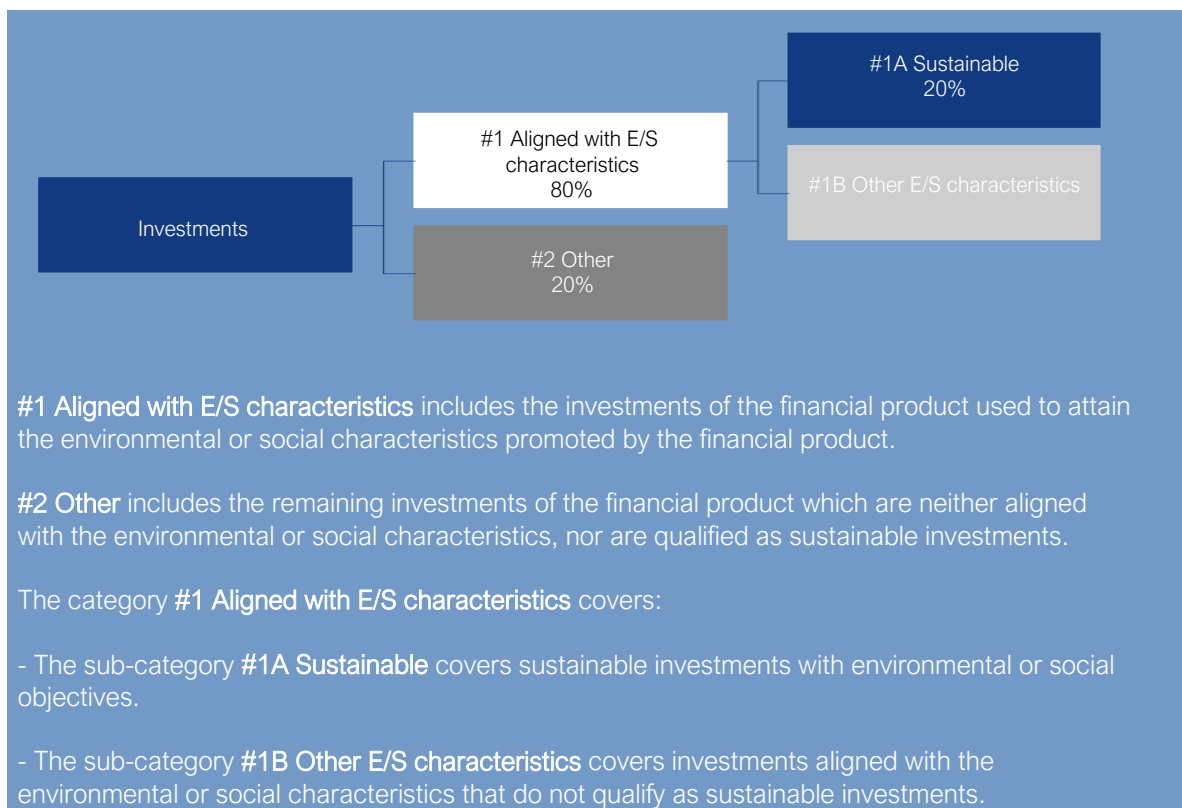 #1A Sustainable
20%
#1 Aligned with E/S
characteristics
80%
#1B Other E/S characteristics
Investments
#2 Other
20%
#1 Aligned with E/S characteristics includes the investments of the financial product used to attain
the environmental or social characteristics promoted by the financial product.
#2 Other includes the remaining investments of the financial product which are neither aligned
with the environmental or social characteristics, nor are qualified as sustainable investments.
The category #1 Aligned with E/S characteristics covers:
- The sub-category #1A Sustainable covers sustainable investments with environmental or social
objectives.
- The sub-category #1B Other E/S characteristics covers investments aligned with the
environmental or social characteristics that do not qualify as sustainable investments.